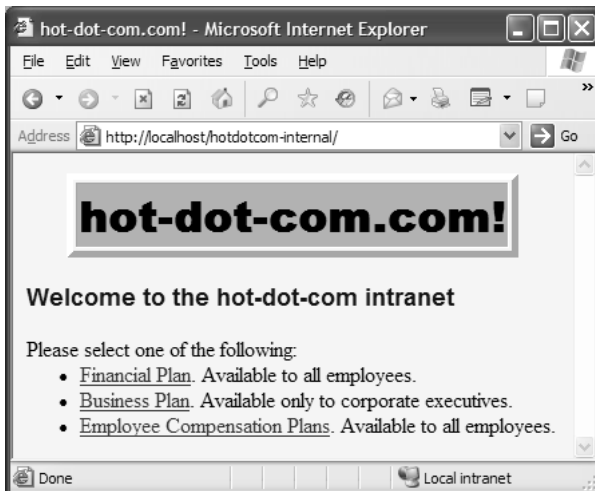 hot-dot-com.com! - Microsoft Internet Explorer
File Edit View Favorites Tools Help
»
Address http://localhost/hotdotcom-internal/ Go
hot-dot-com.com!
Welcome to the hot-dot-com intranet
Please select one of the following:
• Financial Plan. Available to all employees.
• Business Plan. Available only to corporate executives.
• Employee Compensation Plans. Available to all employees.
Done Local intranet